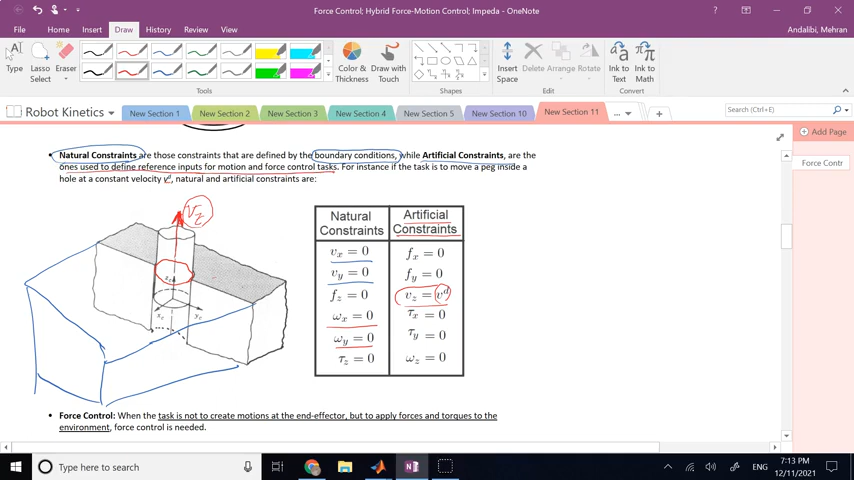 Force Control; Hybrid Force-Motion Control; Impeda - OneNote
Andalibi, Mehran
File Home Insert Draw History Review View
Type Lasso Select Eraser Color & Thickness Draw with Touch Insert Space Delete Arrange Rotate Ink to Text Ink to Math
Tools Shapes Edit Convert
Robot Kinetics New Section 1 New Section 2 New Section 3 New Section 4 New Section 5 New Section 10 New Section 11 ... + Search (Ctrl+E)
Add Page
Force Contr
• Natural Constraints are those constraints that are defined by the boundary conditions, while Artificial Constraints, are the
ones used to define reference inputs for motion and force control tasks. For instance if the task is to move a peg inside a
hole at a constant velocity v^d, natural and artificial constraints are:
v_z
z_c
x_c y_c
Natural Constraints Artificial Constraints
v_x = 0 f_x = 0
v_y = 0 f_y = 0
f_z = 0 v_z = v^d
ω_x = 0 τ_x = 0
ω_y = 0 τ_y = 0
τ_z = 0 ω_z = 0
• Force Control: When the task is not to create motions at the end-effector, but to apply forces and torques to the
environment, force control is needed.
Type here to search
ENG
7:13 PM
12/11/2021